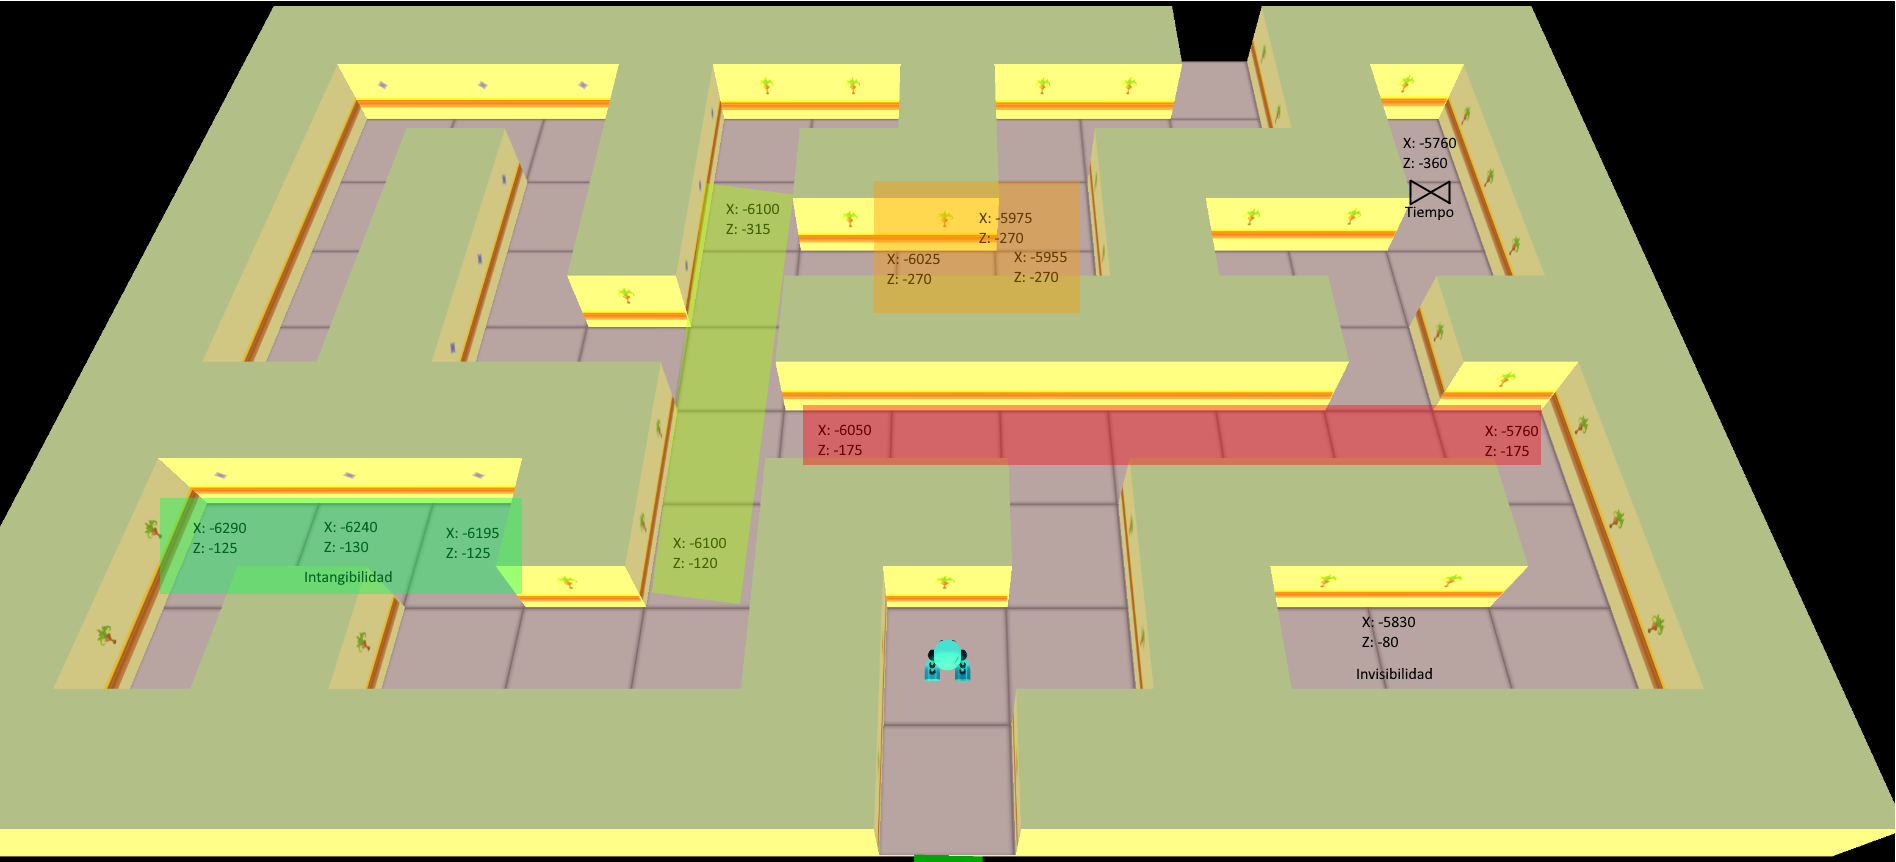 X: -5760
Z: -360
Tiempo
X: -6100
Z: -315
X: -5975
Z: -270
X: -6025
Z: -270
X: -5955
Z: -270
X: -6050
Z: -175
X: -5760
Z: -175
X: -6290
Z: -125
X: -6240
Z: -130
X: -6195
Z: -125
Intangibilidad
X: -6100
Z: -120
X: -5830
Z: -80
Invisibilidad